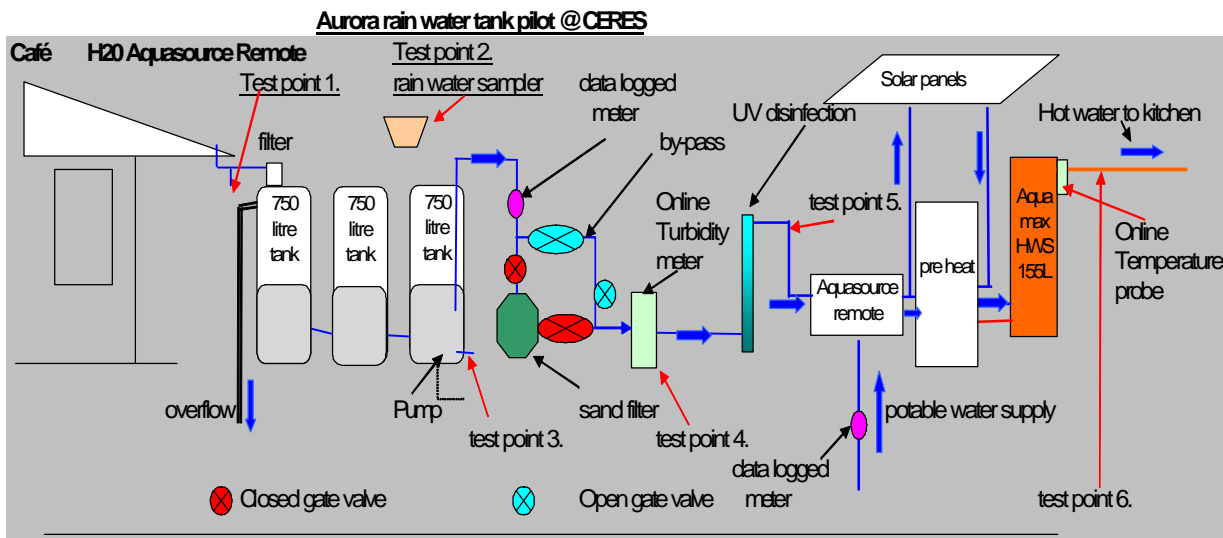 Aurora rain water tank pilot @ CERES
Café H20 Aquasource Remote
Test point 1.
Test point 2.
rain water sampler
data logged
meter
by-pass
UV disinfection
Solar panels
Hot water to kitchen
filter
750
litre
tank
750
litre
tank
750
litre
tank
Online
Turbidity
meter
test point 5.
Aquasource
remote
pre heat
Aqua
max
HWS
155L
Online
Temperature
probe
overflow
Pump
test point 3.
sand filter
test point 4.
potable water supply
data logged
meter
test point 6.
Closed gate valve
Open gate valve